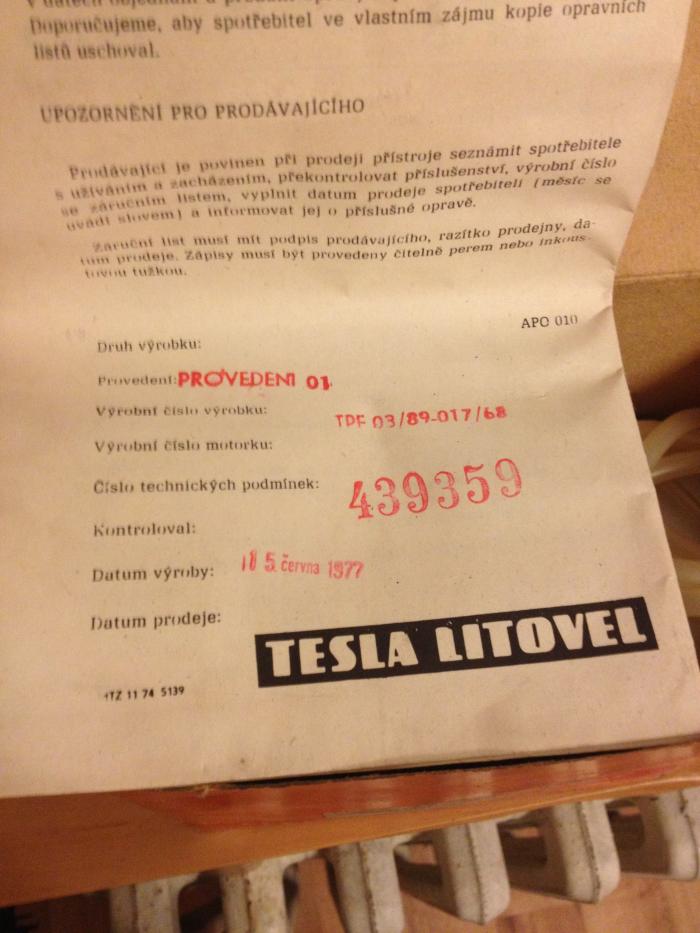 Doporučujeme, aby spotřebitel ve vlastním zájmu kopie opravních
listů uschoval.
UPOZORNĚNÍ PRO PRODÁVAJÍCÍHO
Prodávající je povinen při prodeji přístroje seznámit spotřebitele
s užíváním a zacházením, překontrolovat příslušenství, výrobní číslo
se záručním listem, vyplnit datum prodeje spotřebiteli (měsíc se
uvádí slovem) a informovat jej o příslušné opravě.
Záruční list musí mít podpis prodávajícího, razítko prodejny, da-
tum prodeje. Zápisy musí být provedeny čitelně perem nebo inkous-
tovou tužkou.
APO 010
Druh výrobku:
Provedení: PROVEDENI 01
Výrobní číslo výrobku: TPF 03/89-017/68
Výrobní číslo motorku:
Číslo technických podmínek: 439359
Kontroloval:
Datum výroby: 5. června 1977
Datum prodeje:
TESLA LITOVEL
TZ 11 74 5139